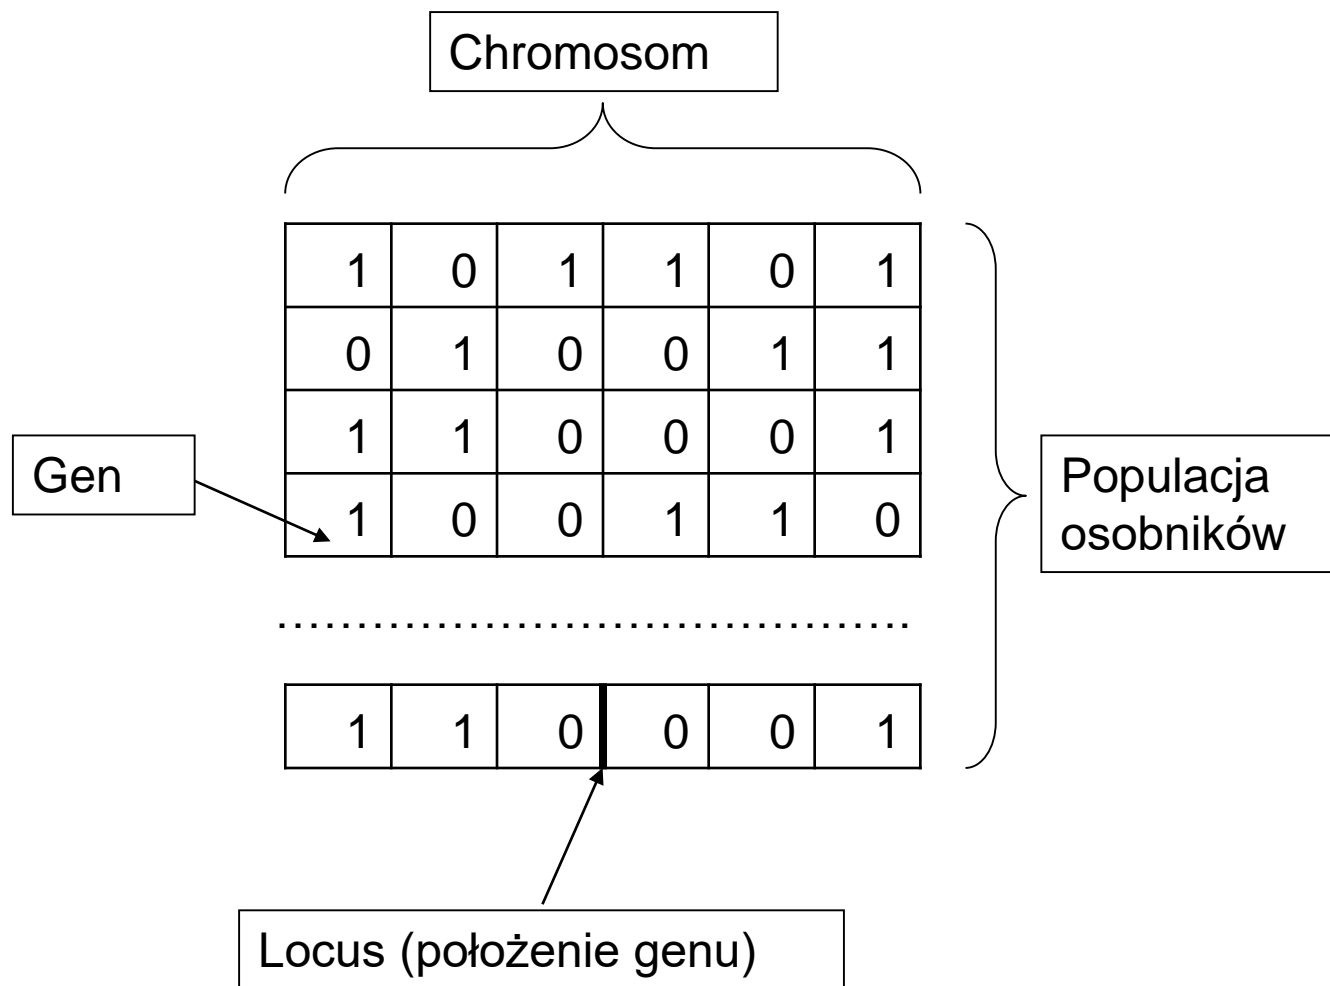 Chromosom
1 0 1 1 0 1
0 1 0 0 1 1
1 1 0 0 0 1
Gen
1 0 0 1 1 0
Populacja
osobników
........................................
1 1 0 0 0 1
Locus (położenie genu)